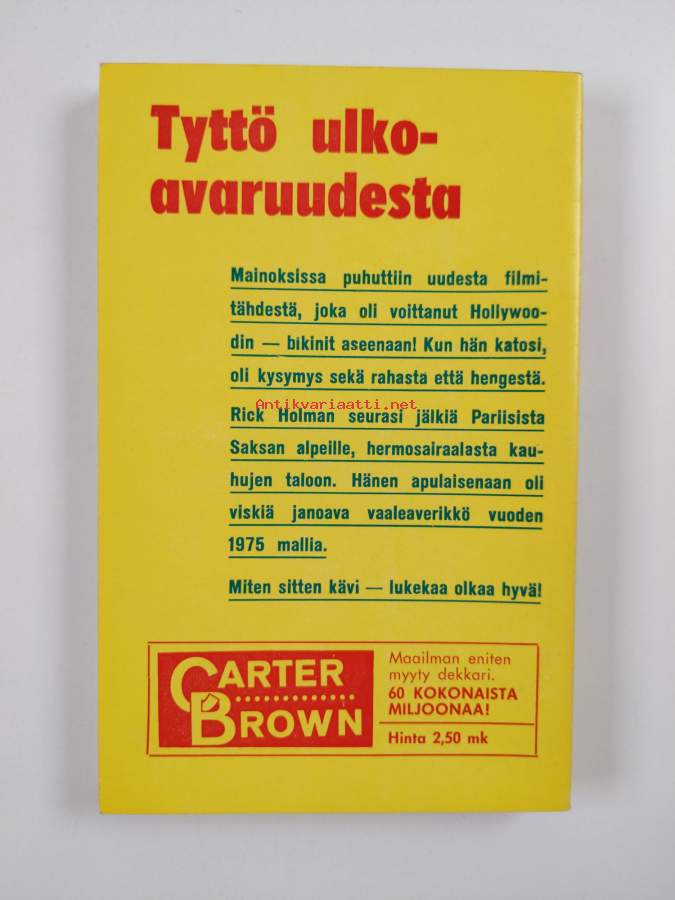 Tyttö ulko-
avaruudesta
Mainoksissa puhuttiin uudesta filmi-
tähdestä, joka oli voittanut Hollywoo-
din — bikinit aseenaan! Kun hän katosi,
oli kysymys sekä rahasta että hengestä.
Antikvariaatti.net
Rick Holman seurasi jälkiä Pariisista
Saksan alpeille, hermosairaalasta kau-
hujen taloon. Hänen apulaisenaan oli
viskiä janoava vaaleaverikkö vuoden
1975 mallia.
Miten sitten kävi — lukekaa olkaa hyvä!
CARTER
BROWN
Maailman eniten
myyty dekkari.
60 KOKONAISTA
MILJOONAA!
Hinta 2,50 mk